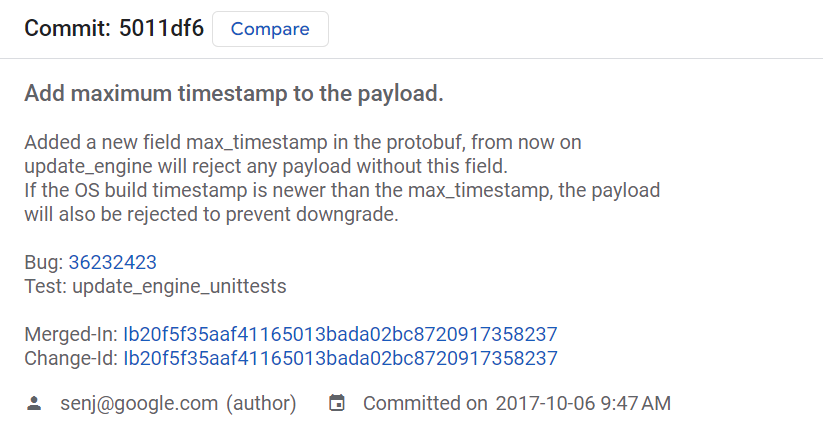 Commit: 5011df6 Compare
Add maximum timestamp to the payload.
Added a new field max_timestamp in the protobuf, from now on
update_engine will reject any payload without this field.
If the OS build timestamp is newer than the max_timestamp, the payload
will also be rejected to prevent downgrade.
Bug: 36232423
Test: update_engine_unittests
Merged-In: Ib20f5f35aaf41165013bada02bc8720917358237
Change-Id: Ib20f5f35aaf41165013bada02bc8720917358237
senj@google.com (author) Committed on 2017-10-06 9:47 AM